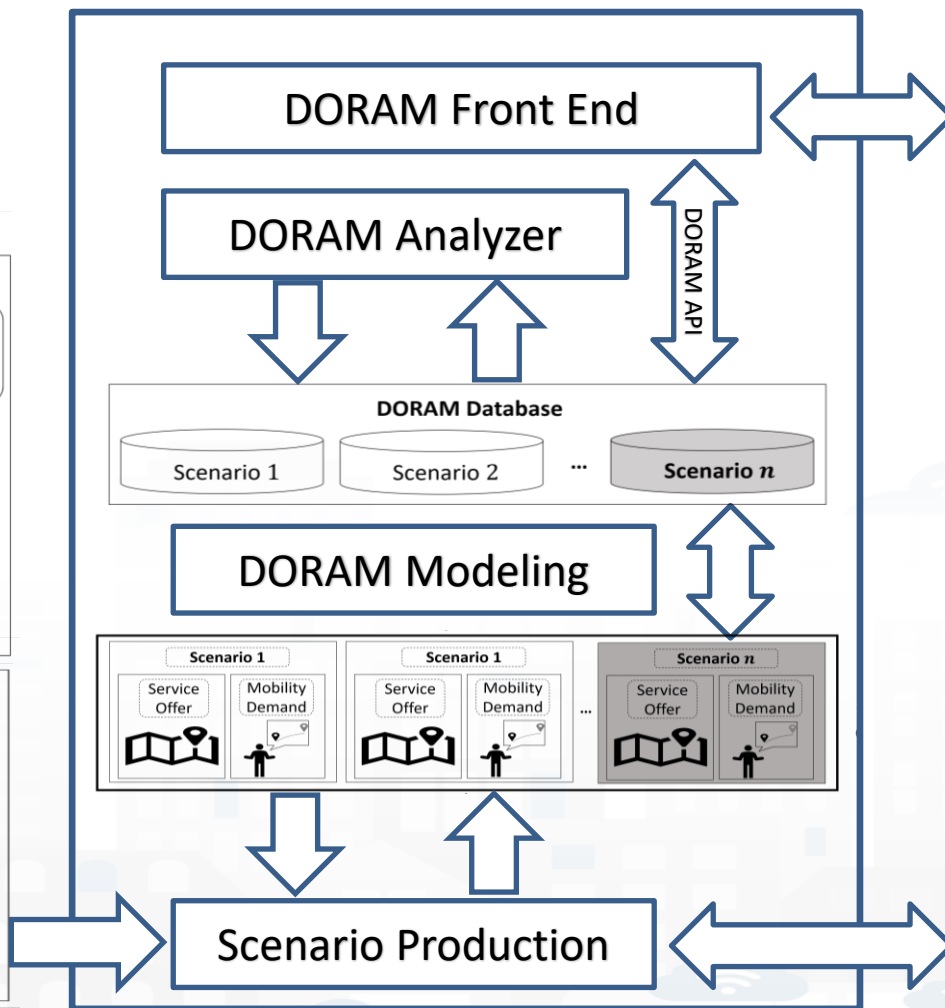 DORAM Front End
DORAM Analyzer
DORAM API
DORAM Database
Scenario 1
Scenario 2
...
Scenario n
DORAM Modeling
Scenario 1
Service
Offer
Mobility
Demand
Scenario 1
Service
Offer
Mobility
Demand
...
Scenario n
Service
Offer
Mobility
Demand
Scenario Production